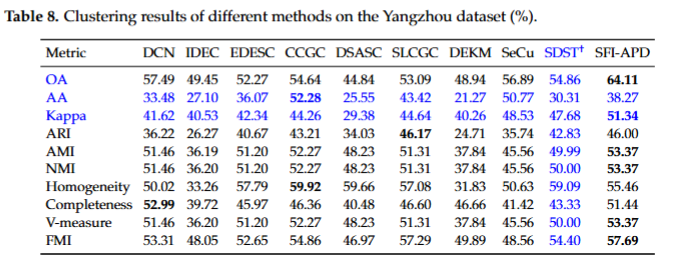 Table 8. Clustering results of different methods on the Yangzhou dataset (%).
Metric DCN IDEC EDESC CCGC DSASC SLCGC DEKM SeCu SDST† SFI-APD
OA 57.49 49.45 52.27 54.64 44.84 53.09 48.94 56.89 54.86 64.11
AA 33.48 27.10 36.07 52.28 25.55 43.42 21.27 50.77 30.31 38.27
Kappa 41.62 40.53 42.34 44.26 29.38 44.64 40.26 48.53 47.68 51.34
ARI 36.22 26.27 40.67 43.21 34.03 46.17 24.71 35.74 42.83 46.00
AMI 51.46 36.19 51.20 52.27 48.23 51.31 37.84 45.56 49.99 53.37
NMI 51.46 36.20 51.20 52.27 48.23 51.31 37.84 45.56 50.00 53.37
Homogeneity 50.02 33.26 57.79 59.92 59.66 57.08 31.83 50.63 59.09 55.46
Completeness 52.99 39.72 45.97 46.36 40.48 46.60 46.66 41.42 43.33 51.44
V-measure 51.46 36.20 51.20 52.27 48.23 51.31 37.84 45.56 50.00 53.37
FMI 53.31 48.05 52.65 54.86 46.97 57.29 49.89 48.56 54.40 57.69